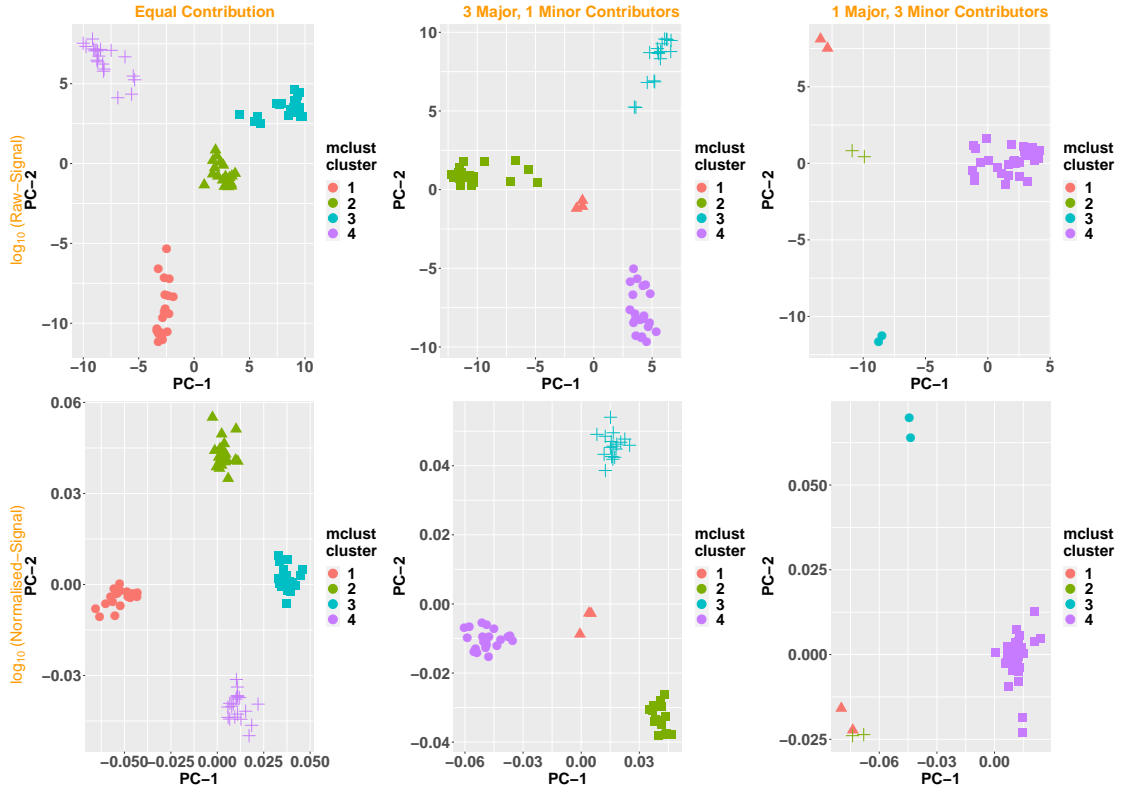 Equal Contribution
3 Major, 1 Minor Contributors
1 Major, 3 Minor Contributors
log₁₀ (Raw−Signal)
PC−2
5
0
−5
−10
−10
−5
0
5
10
PC−1
mclust
cluster
1
2
3
4
PC−2
10
5
0
−5
−10
−10
−5
0
5
PC−1
mclust
cluster
1
2
3
4
PC−2
5
0
−5
−10
−10
−5
0
5
PC−1
mclust
cluster
1
2
3
4
log₁₀ (Normalised−Signal)
PC−2
0.06
0.03
0.00
−0.03
−0.050
−0.025
0.000
0.025
0.050
PC−1
mclust
cluster
1
2
3
4
PC−2
0.04
0.02
0.00
−0.02
−0.04
−0.06
−0.03
0.00
0.03
PC−1
mclust
cluster
1
2
3
4
PC−2
0.050
0.025
0.000
−0.025
−0.06
−0.03
0.00
PC−1
mclust
cluster
1
2
3
4